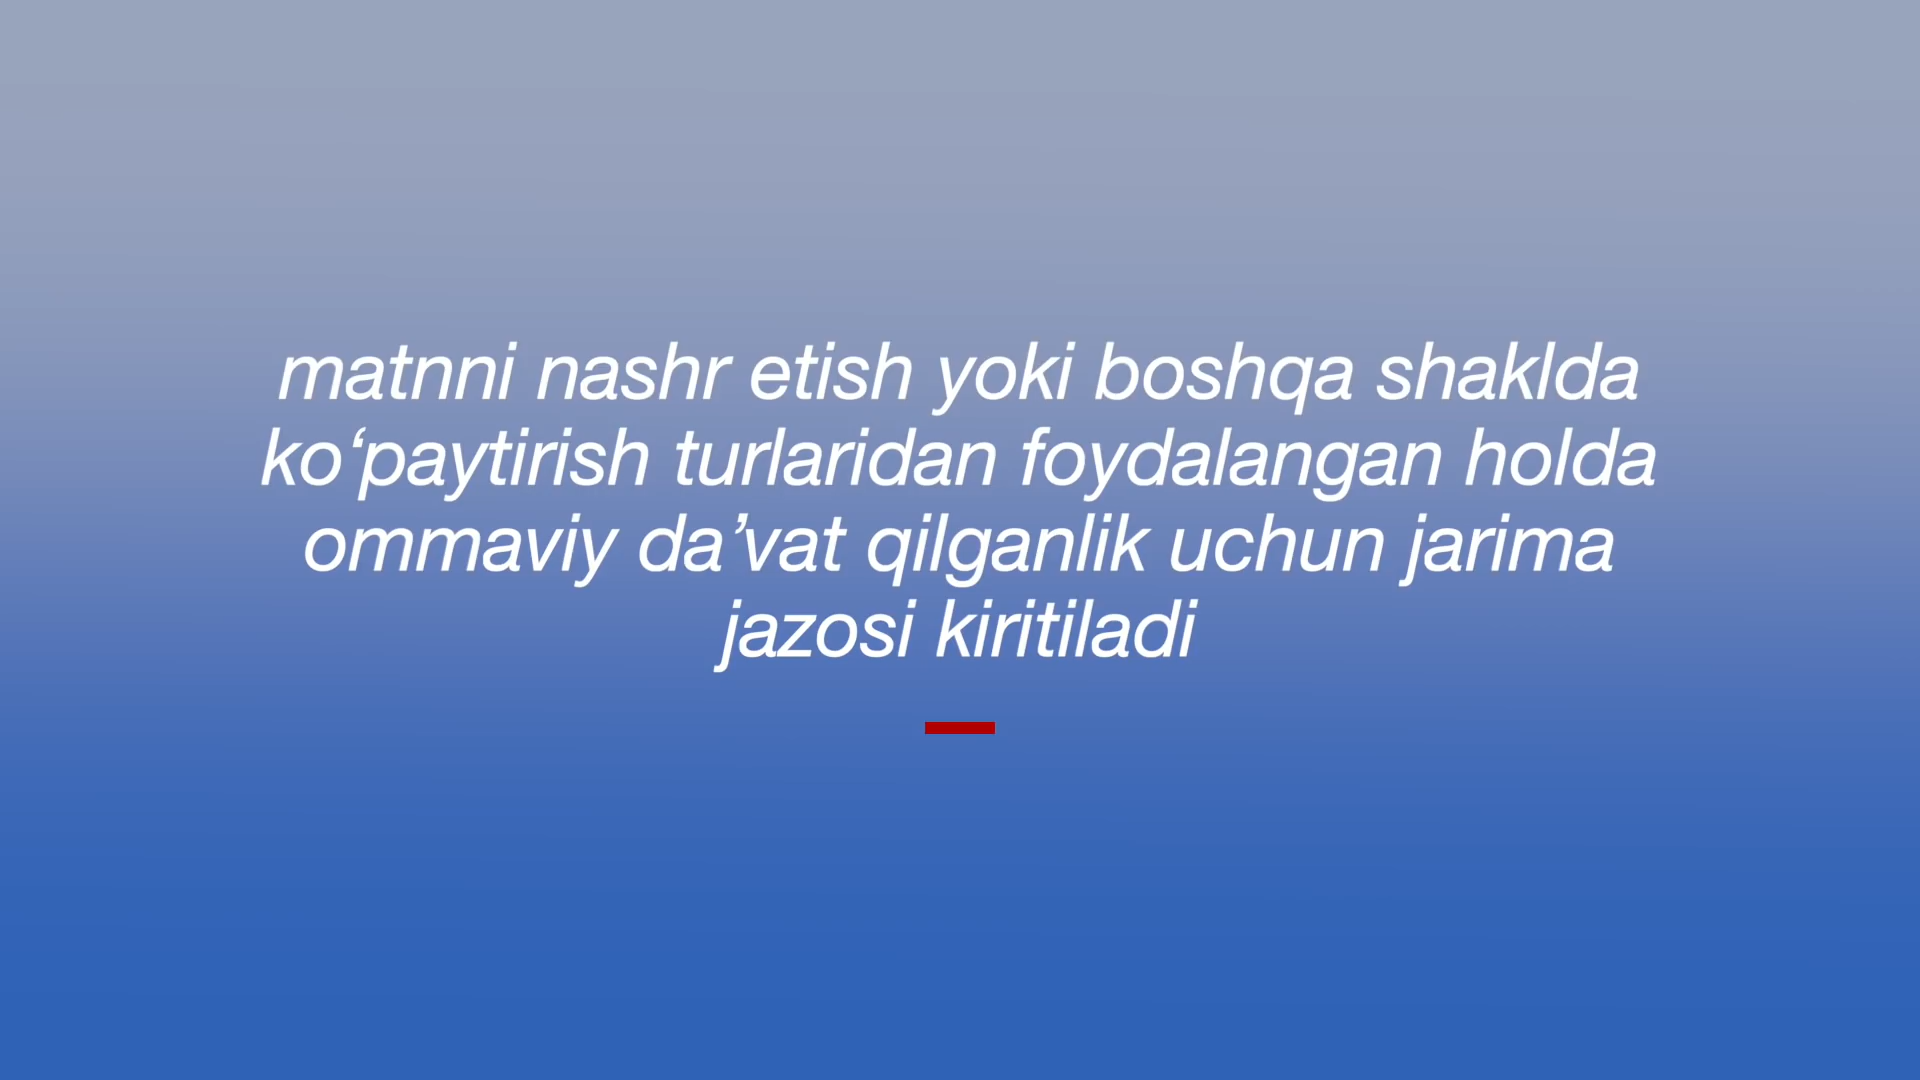 matnni nashr etish yoki boshqa shaklda
ko‘paytirish turlaridan foydalangan holda
ommaviy da’vat qilganlik uchun jarima
jazosi kiritiladi